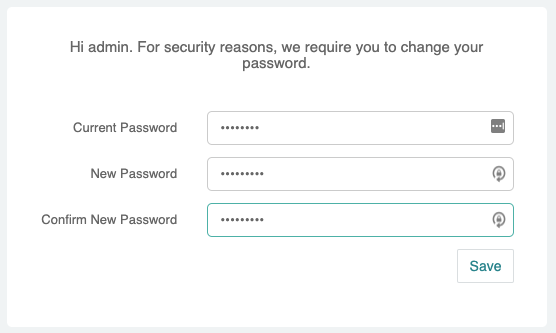 Hi admin. For security reasons, we require you to change your
password.
Current Password
••••••••
New Password
•••••••••
Confirm New Password
•••••••••
Save